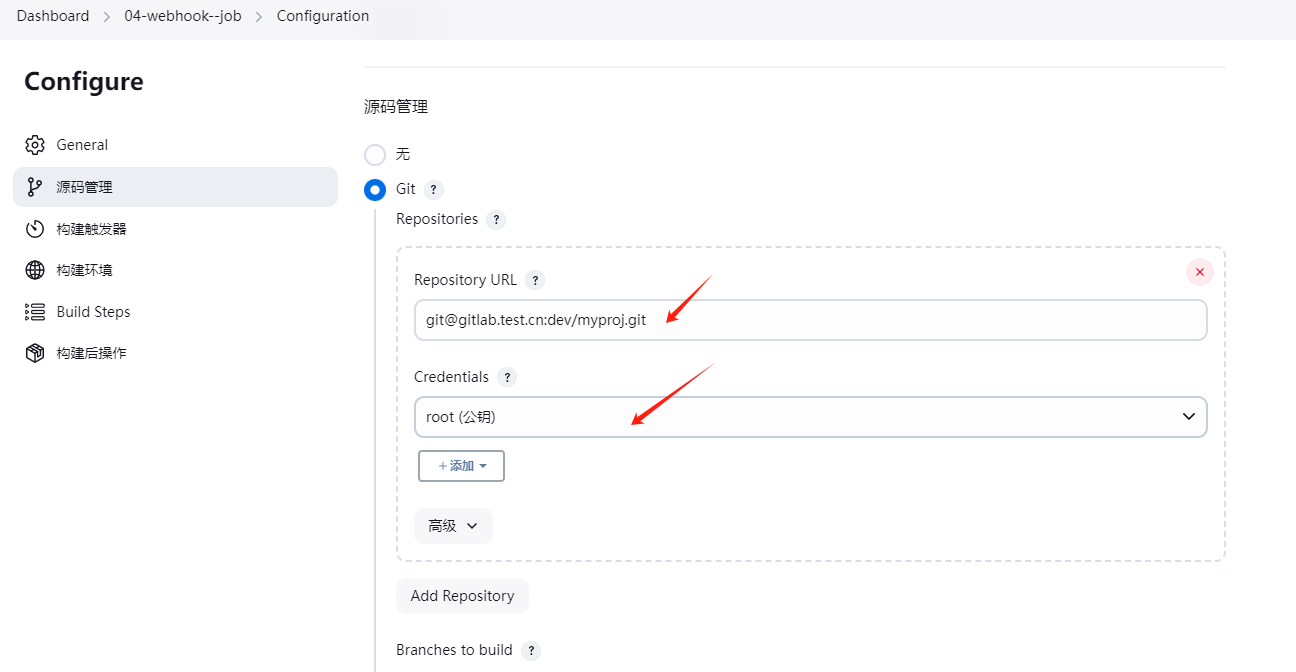 Dashboard > 04-webhook--job > Configuration
Configure
General
源码管理
构建触发器
构建环境
Build Steps
构建后操作
源码管理
无
Git ?
Repositories ?
Repository URL ?
git@gitlab.test.cn:dev/myproj.git
Credentials ?
root (公钥)
+ 添加
高级
Add Repository
Branches to build ?